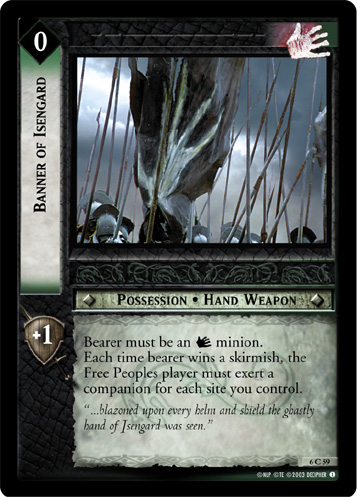 0
BANNER OF ISENGARD
POSSESSION • HAND WEAPON
+1
Bearer must be an minion.
Each time bearer wins a skirmish, the
Free Peoples player must exert a
companion for each site you control.
“...blazoned upon every helm and shield the ghastly
hand of Isengard was seen.”
6 C 59
©NLP ©TE ©2003 DECIPHER